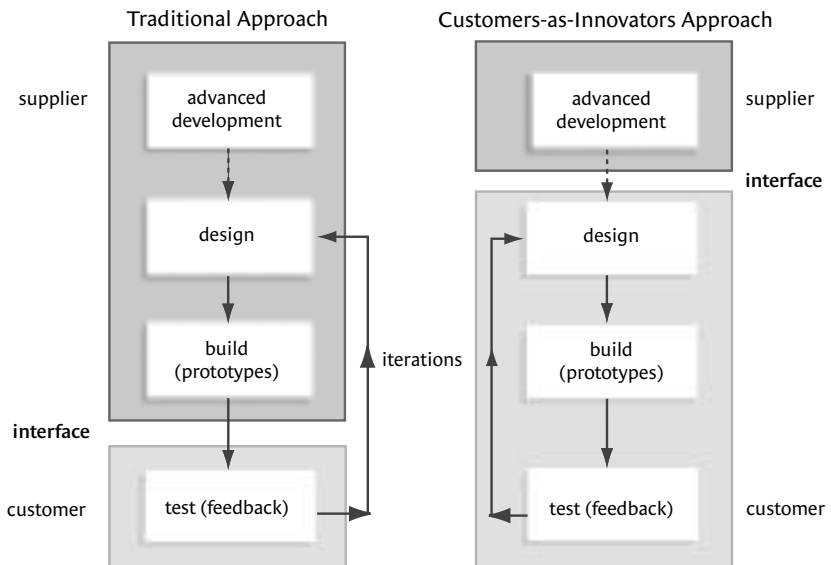 Traditional Approach
supplier
advanced
development
design
build
(prototypes)
iterations
interface
customer
test (feedback)
Customers-as-Innovators Approach
advanced
development
supplier
interface
design
build
(prototypes)
test (feedback)
customer